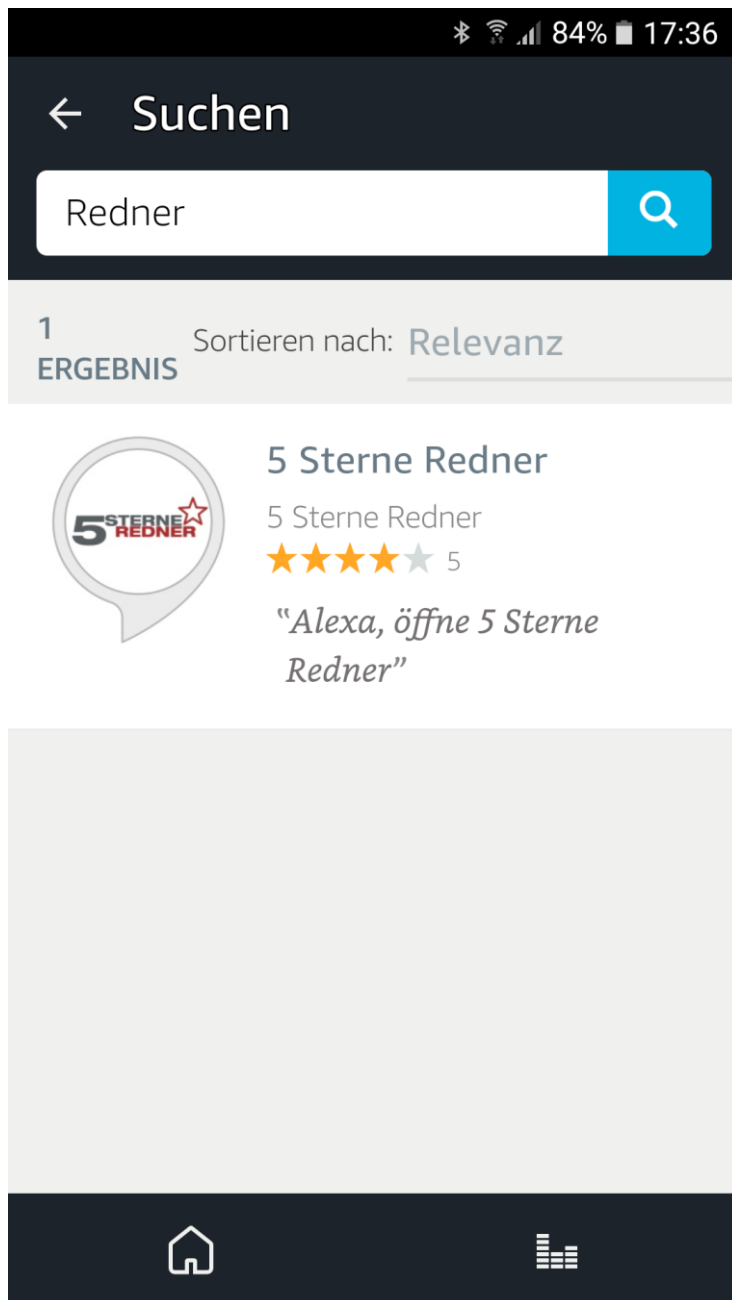 84% 17:36
Suchen
Redner
1
ERGEBNIS
Sortieren nach: Relevanz
5 STERNE
REDNER
5 Sterne Redner
5 Sterne Redner
5
‟Alexa, öffne 5 Sterne
Redner”